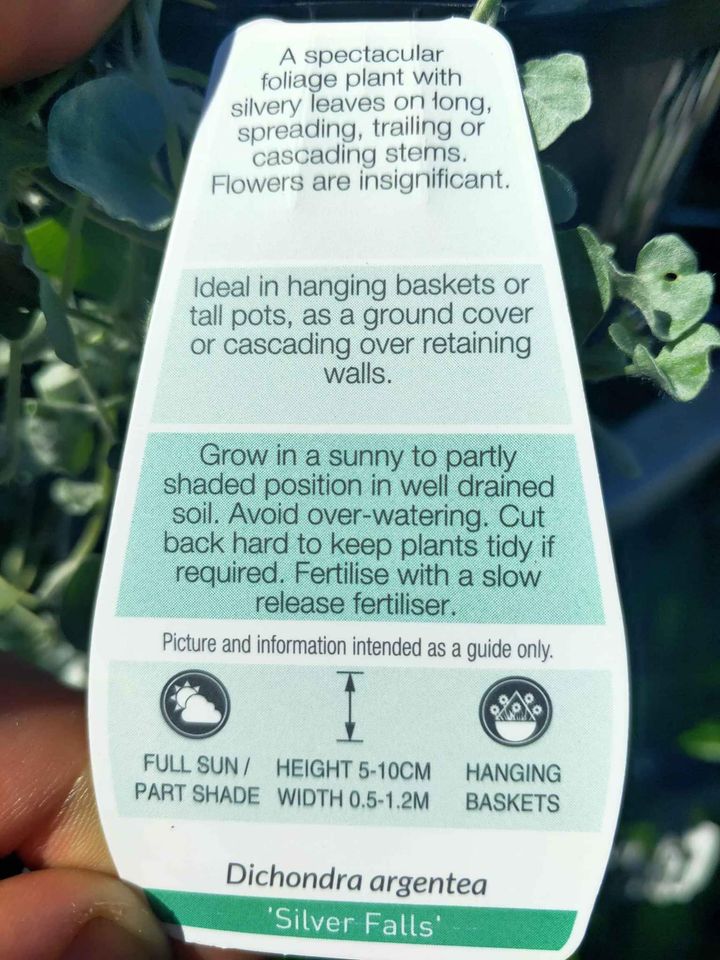 A spectacular
foliage plant with
silvery leaves on long,
spreading, trailing or
cascading stems.
Flowers are insignificant.
Ideal in hanging baskets or
tall pots, as a ground cover
or cascading over retaining
walls.
Grow in a sunny to partly
shaded position in well drained
soil. Avoid over-watering. Cut
back hard to keep plants tidy if
required. Fertilise with a slow
release fertiliser.
Picture and information intended as a guide only.
FULL SUN /
PART SHADE
HEIGHT 5-10CM
WIDTH 0.5-1.2M
HANGING
BASKETS
Dichondra argentea
'Silver Falls'